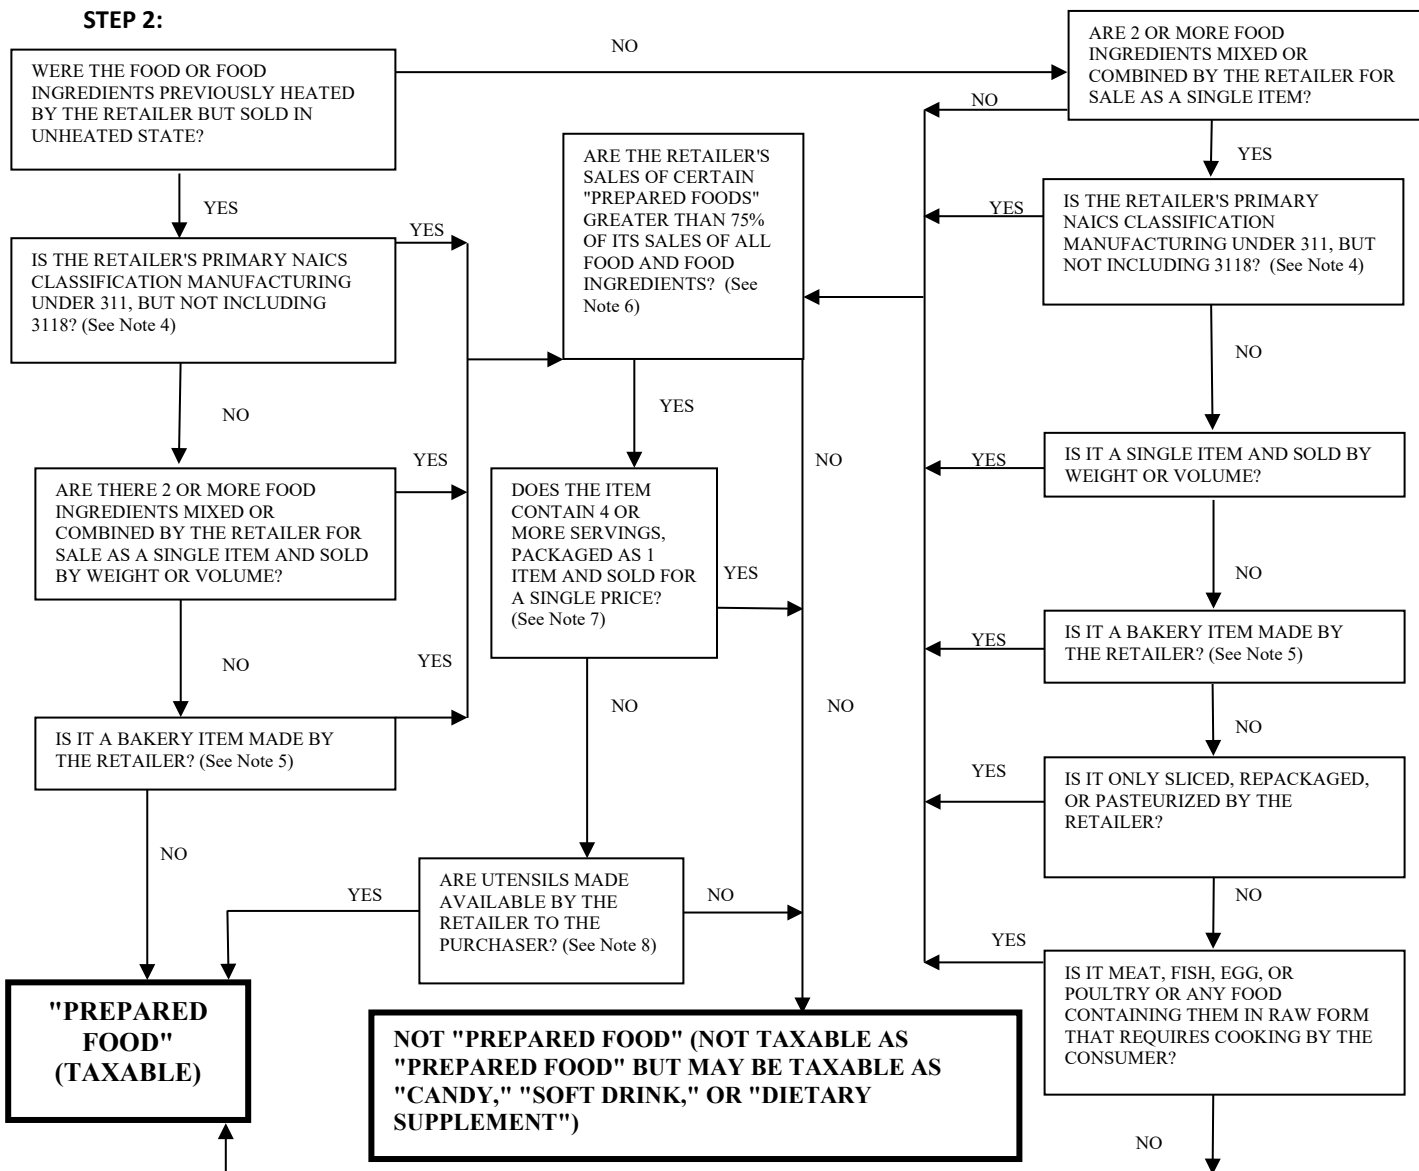 STEP 2:
NO
WERE THE FOOD OR FOOD
INGREDIENTS PREVIOUSLY HEATED
BY THE RETAILER BUT SOLD IN
UNHEATED STATE?
ARE 2 OR MORE FOOD
INGREDIENTS MIXED OR
COMBINED BY THE RETAILER FOR
SALE AS A SINGLE ITEM?
NO
YES
YES
ARE THE RETAILER'S
SALES OF CERTAIN
"PREPARED FOODS"
GREATER THAN 75%
OF ITS SALES OF ALL
FOOD AND FOOD
INGREDIENTS?  (See
Note 6)
YES
IS THE RETAILER'S PRIMARY
NAICS CLASSIFICATION
MANUFACTURING UNDER 311, BUT
NOT INCLUDING 3118?  (See Note 4)
YES
IS THE RETAILER'S PRIMARY NAICS
CLASSIFICATION MANUFACTURING
UNDER 311, BUT NOT INCLUDING
3118? (See Note 4)
NO
NO
YES
NO
YES
ARE THERE 2 OR MORE FOOD
INGREDIENTS MIXED OR
COMBINED BY THE RETAILER FOR
SALE AS A SINGLE ITEM AND SOLD
BY WEIGHT OR VOLUME?
DOES THE ITEM
CONTAIN 4 OR
MORE SERVINGS,
PACKAGED AS 1
ITEM AND SOLD FOR
A SINGLE PRICE?
(See Note 7)
YES
YES
IS IT A SINGLE ITEM AND SOLD BY
WEIGHT OR VOLUME?
NO
NO
YES
NO
NO
YES
IS IT A BAKERY ITEM MADE BY
THE RETAILER? (See Note 5)
IS IT A BAKERY ITEM MADE BY
THE RETAILER? (See Note 5)
NO
YES
IS IT ONLY SLICED, REPACKAGED,
OR PASTEURIZED BY THE
RETAILER?
NO
YES
ARE UTENSILS MADE
AVAILABLE BY THE
RETAILER TO THE
PURCHASER? (See Note 8)
NO
NO
YES
IS IT MEAT, FISH, EGG, OR
POULTRY OR ANY FOOD
CONTAINING THEM IN RAW FORM
THAT REQUIRES COOKING BY THE
CONSUMER?
"PREPARED
FOOD"
(TAXABLE)
NOT "PREPARED FOOD" (NOT TAXABLE AS
"PREPARED FOOD" BUT MAY BE TAXABLE AS
"CANDY," "SOFT DRINK," OR "DIETARY
SUPPLEMENT")
NO